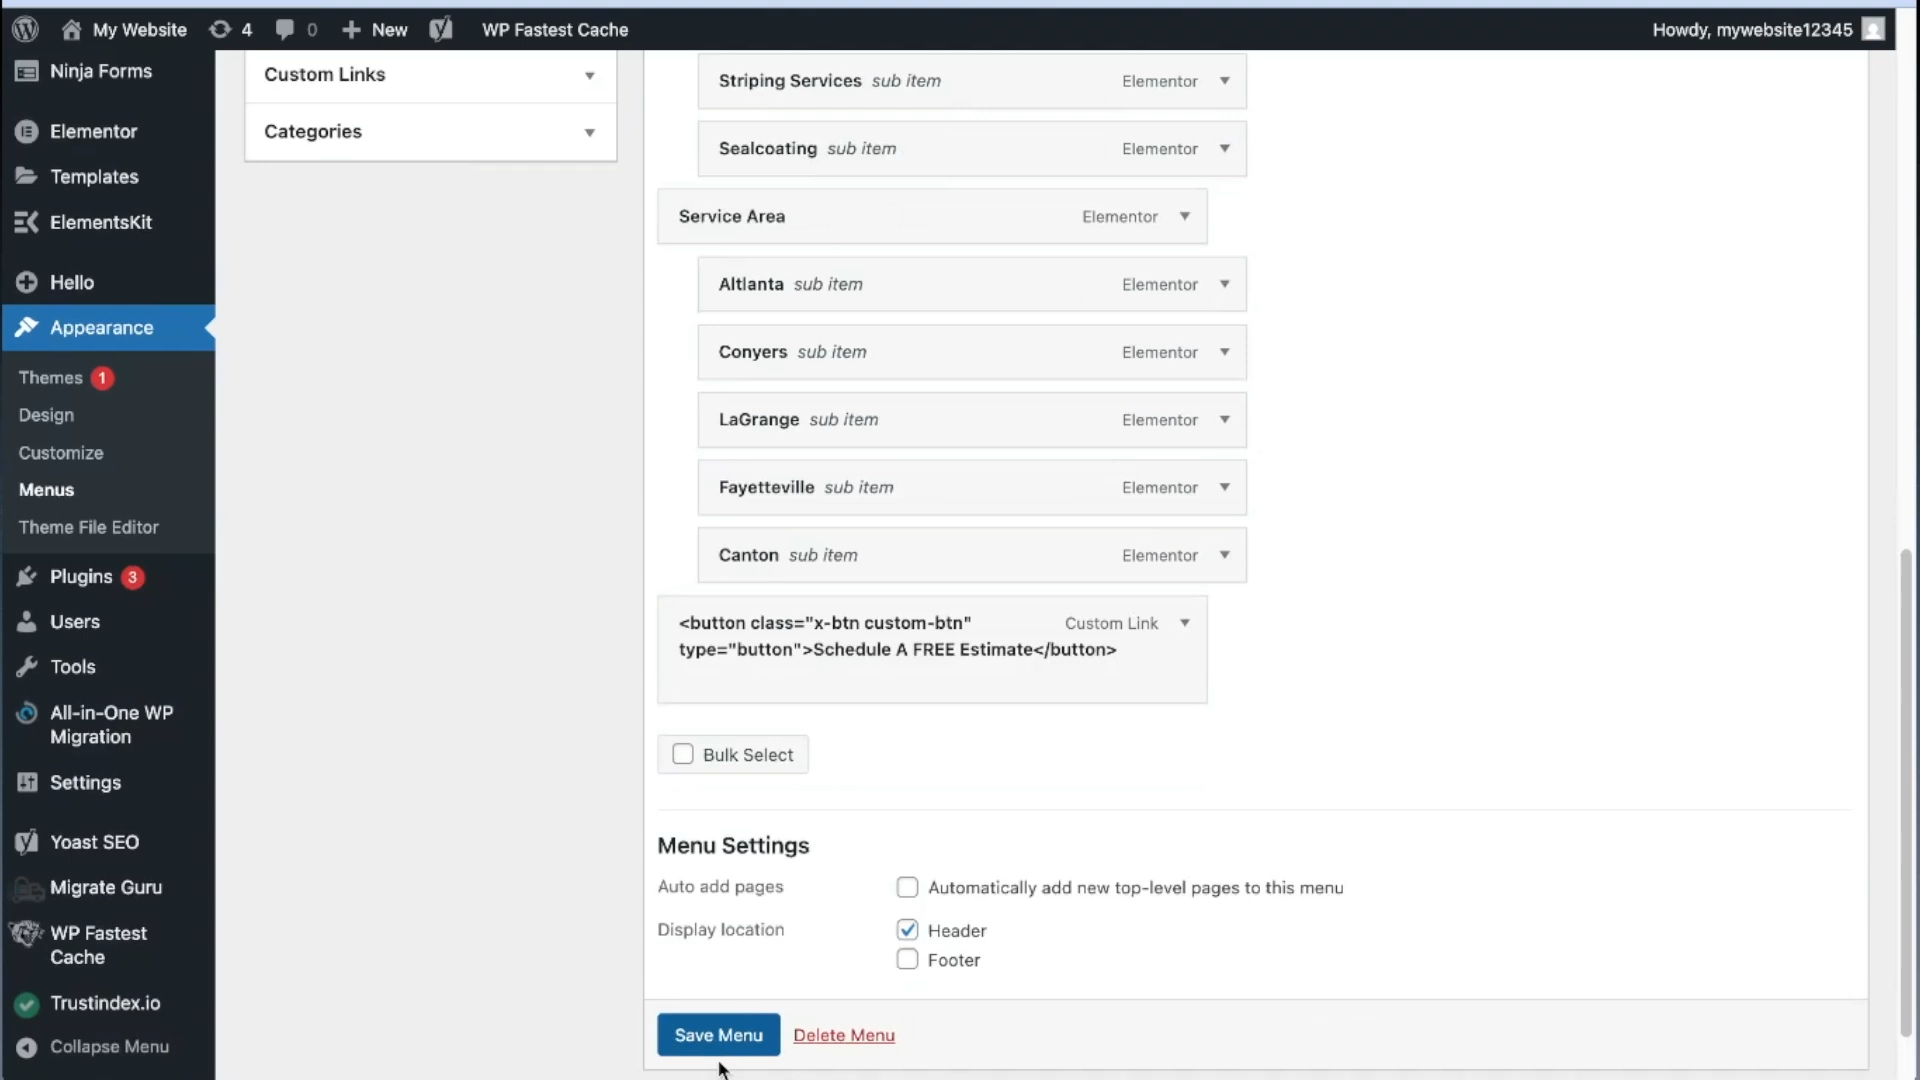 My Website 4 0 New WP Fastest Cache Howdy, mywebsite12345
Ninja Forms
Elementor
Templates
ElementsKit
Hello
Appearance
Themes 1
Design
Customize
Menus
Theme File Editor
Plugins 3
Users
Tools
All-in-One WP
Migration
Settings
Yoast SEO
Migrate Guru
WP Fastest
Cache
Trustindex.io
Collapse Menu
Custom Links
Categories
Striping Services sub item Elementor
Sealcoating sub item Elementor
Service Area Elementor
Altlanta sub item Elementor
Conyers sub item Elementor
LaGrange sub item Elementor
Fayetteville sub item Elementor
Canton sub item Elementor
<button class="x-btn custom-btn" Custom Link
type="button">Schedule A FREE Estimate</button>
Bulk Select
Menu Settings
Auto add pages Automatically add new top-level pages to this menu
Display location Header
Footer
Save Menu Delete Menu